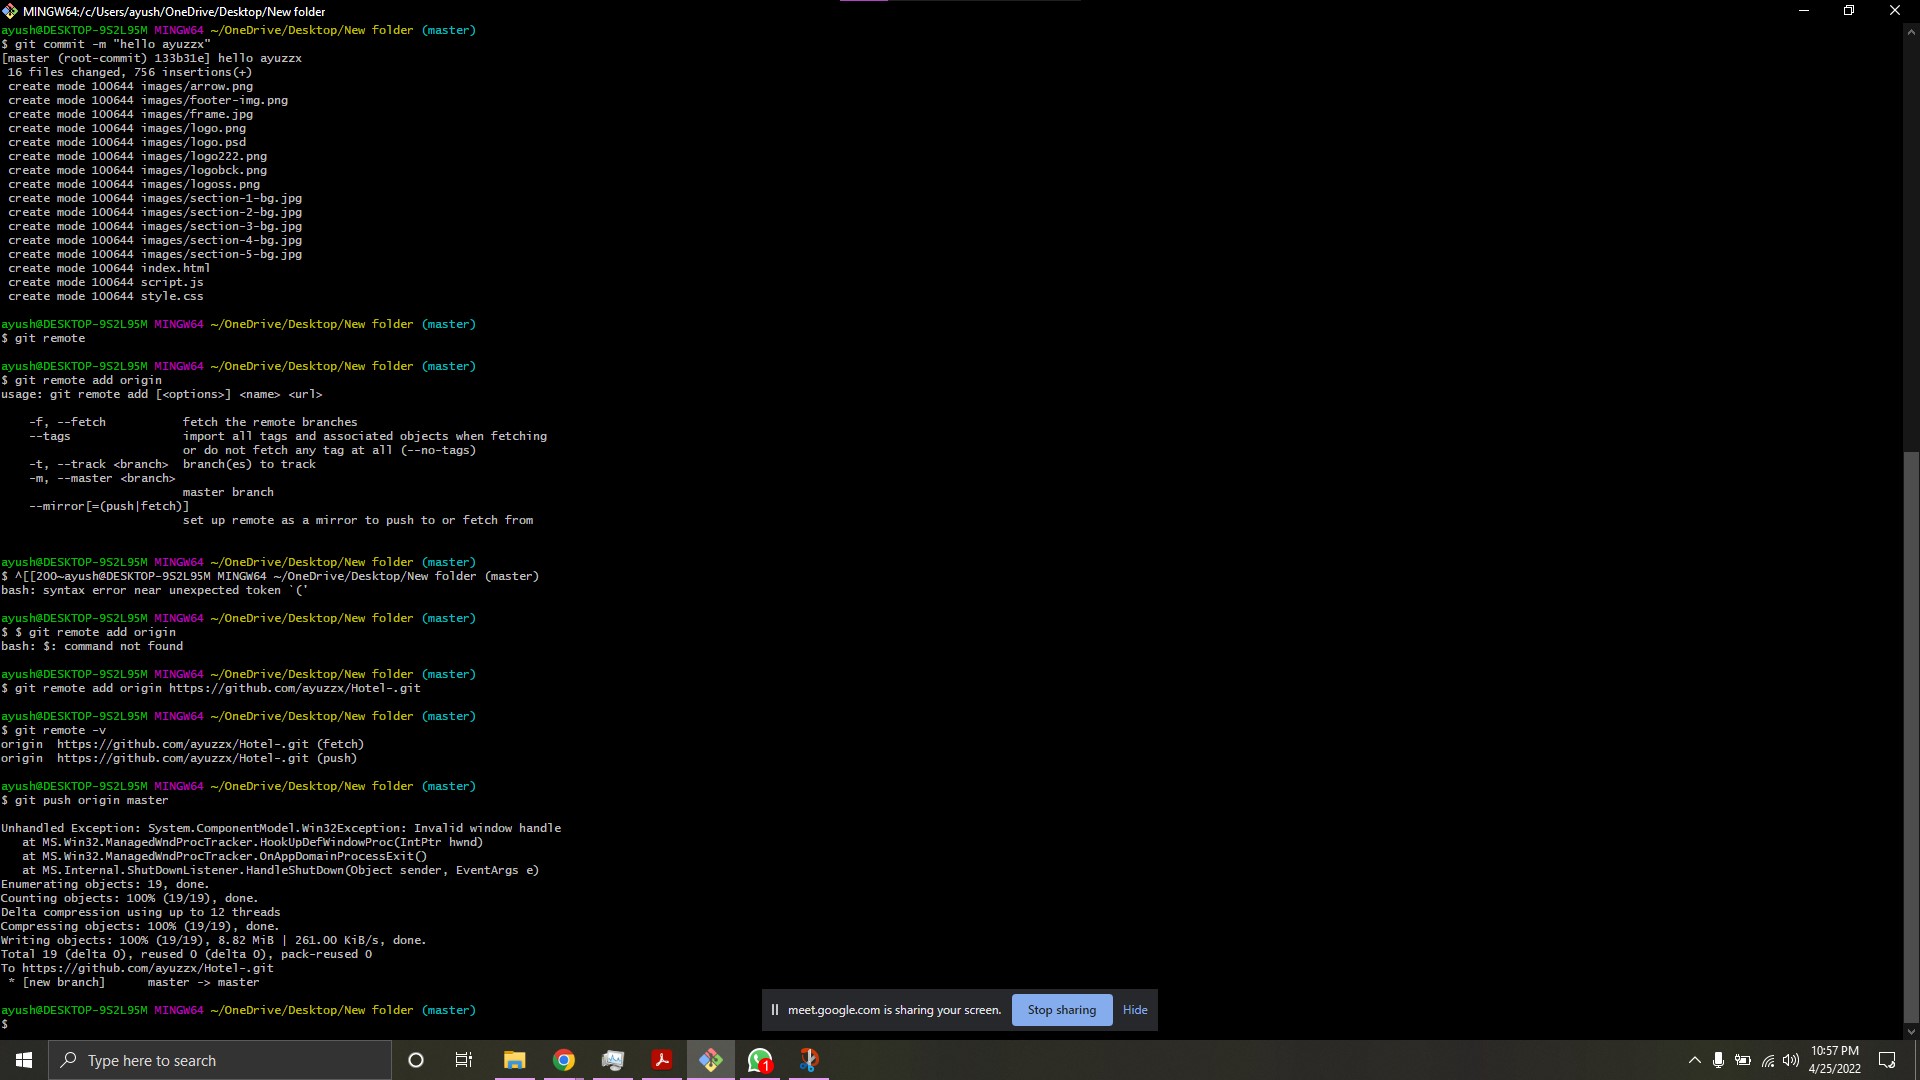 MINGW64:/c/Users/ayush/OneDrive/Desktop/New folder
ayush@DESKTOP-9S2L95M MINGW64 ~/OneDrive/Desktop/New folder (master)
$ git commit -m "hello ayuzzx"
[master (root-commit) 133b31e] hello ayuzzx
 16 files changed, 756 insertions(+)
 create mode 100644 images/arrow.png
 create mode 100644 images/footer-img.png
 create mode 100644 images/frame.jpg
 create mode 100644 images/logo.png
 create mode 100644 images/logo.psd
 create mode 100644 images/logo222.png
 create mode 100644 images/logobck.png
 create mode 100644 images/logoss.png
 create mode 100644 images/section-1-bg.jpg
 create mode 100644 images/section-2-bg.jpg
 create mode 100644 images/section-3-bg.jpg
 create mode 100644 images/section-4-bg.jpg
 create mode 100644 images/section-5-bg.jpg
 create mode 100644 index.html
 create mode 100644 script.js
 create mode 100644 style.css
ayush@DESKTOP-9S2L95M MINGW64 ~/OneDrive/Desktop/New folder (master)
$ git remote
ayush@DESKTOP-9S2L95M MINGW64 ~/OneDrive/Desktop/New folder (master)
$ git remote add origin
usage: git remote add [<options>] <name> <url>
    -f, --fetch           fetch the remote branches
    --tags                import all tags and associated objects when fetching
                          or do not fetch any tag at all (--no-tags)
    -t, --track <branch>  branch(es) to track
    -m, --master <branch>
                          master branch
    --mirror[=(push|fetch)]
                          set up remote as a mirror to push to or fetch from
ayush@DESKTOP-9S2L95M MINGW64 ~/OneDrive/Desktop/New folder (master)
$ ^[[200~ayush@DESKTOP-9S2L95M MINGW64 ~/OneDrive/Desktop/New folder (master)
bash: syntax error near unexpected token `('
ayush@DESKTOP-9S2L95M MINGW64 ~/OneDrive/Desktop/New folder (master)
$ $ git remote add origin
bash: $: command not found
ayush@DESKTOP-9S2L95M MINGW64 ~/OneDrive/Desktop/New folder (master)
$ git remote add origin https://github.com/ayuzzx/Hotel-.git
ayush@DESKTOP-9S2L95M MINGW64 ~/OneDrive/Desktop/New folder (master)
$ git remote -v
origin  https://github.com/ayuzzx/Hotel-.git (fetch)
origin  https://github.com/ayuzzx/Hotel-.git (push)
ayush@DESKTOP-9S2L95M MINGW64 ~/OneDrive/Desktop/New folder (master)
$ git push origin master
Unhandled Exception: System.ComponentModel.Win32Exception: Invalid window handle
   at MS.Win32.ManagedWndProcTracker.HookUpDefWindowProc(IntPtr hwnd)
   at MS.Win32.ManagedWndProcTracker.OnAppDomainProcessExit()
   at MS.Internal.ShutDownListener.HandleShutDown(Object sender, EventArgs e)
Enumerating objects: 19, done.
Counting objects: 100% (19/19), done.
Delta compression using up to 12 threads
Compressing objects: 100% (19/19), done.
Writing objects: 100% (19/19), 8.82 MiB | 261.00 KiB/s, done.
Total 19 (delta 0), reused 0 (delta 0), pack-reused 0
To https://github.com/ayuzzx/Hotel-.git
 * [new branch]      master -> master
ayush@DESKTOP-9S2L95M MINGW64 ~/OneDrive/Desktop/New folder (master)
$
meet.google.com is sharing your screen. Stop sharing Hide
Type here to search
1
10:57 PM
4/25/2022